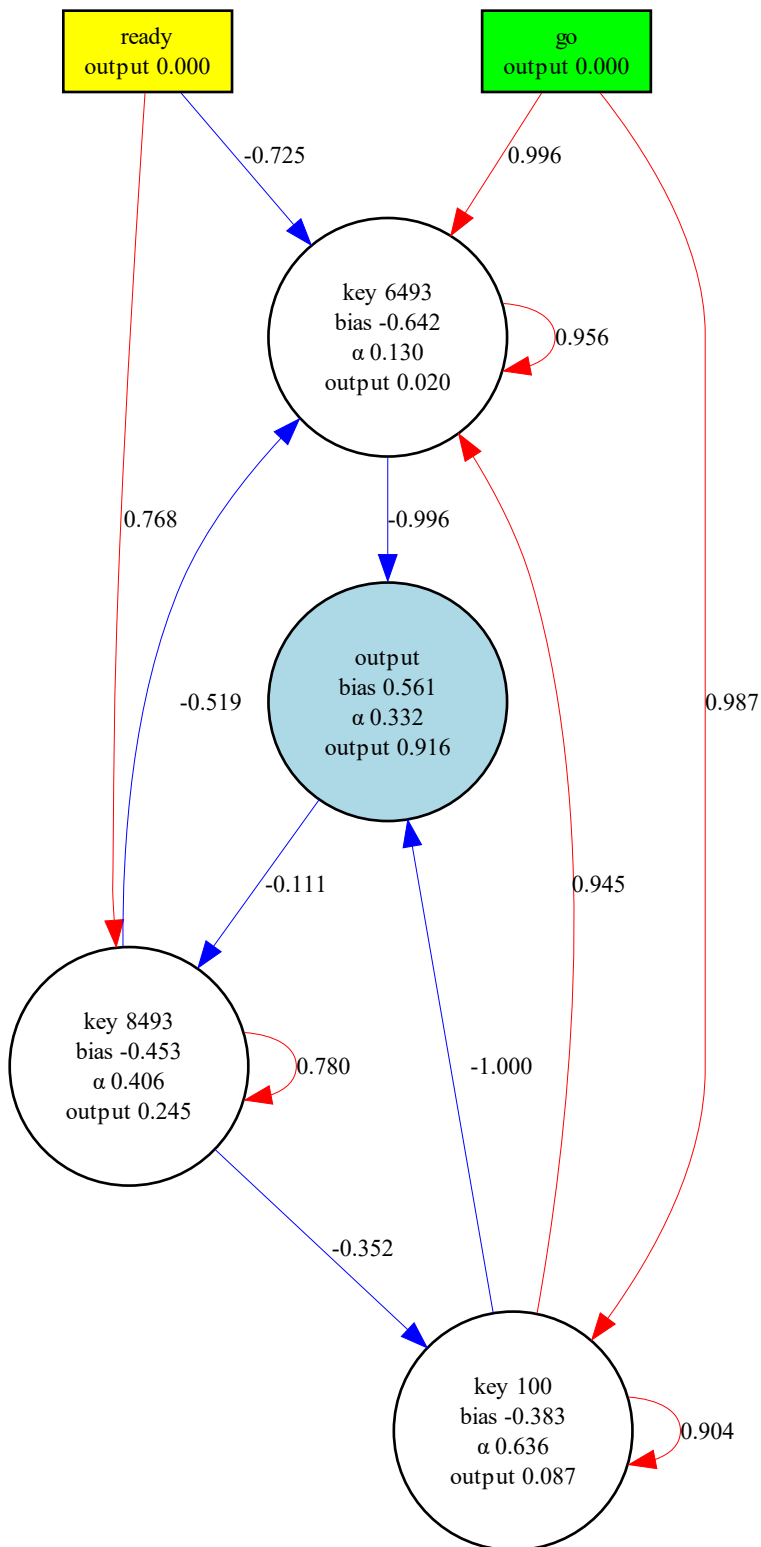 ready
output 0.000
go
output 0.000
-0.725
0.996
key 6493
bias -0.642
α 0.130
output 0.020
0.956
0.768
-0.996
-0.519
output
bias 0.561
α 0.332
output 0.916
0.987
-0.111
0.945
key 8493
bias -0.453
α 0.406
output 0.245
0.780
-1.000
-0.352
key 100
bias -0.383
α 0.636
output 0.087
0.904